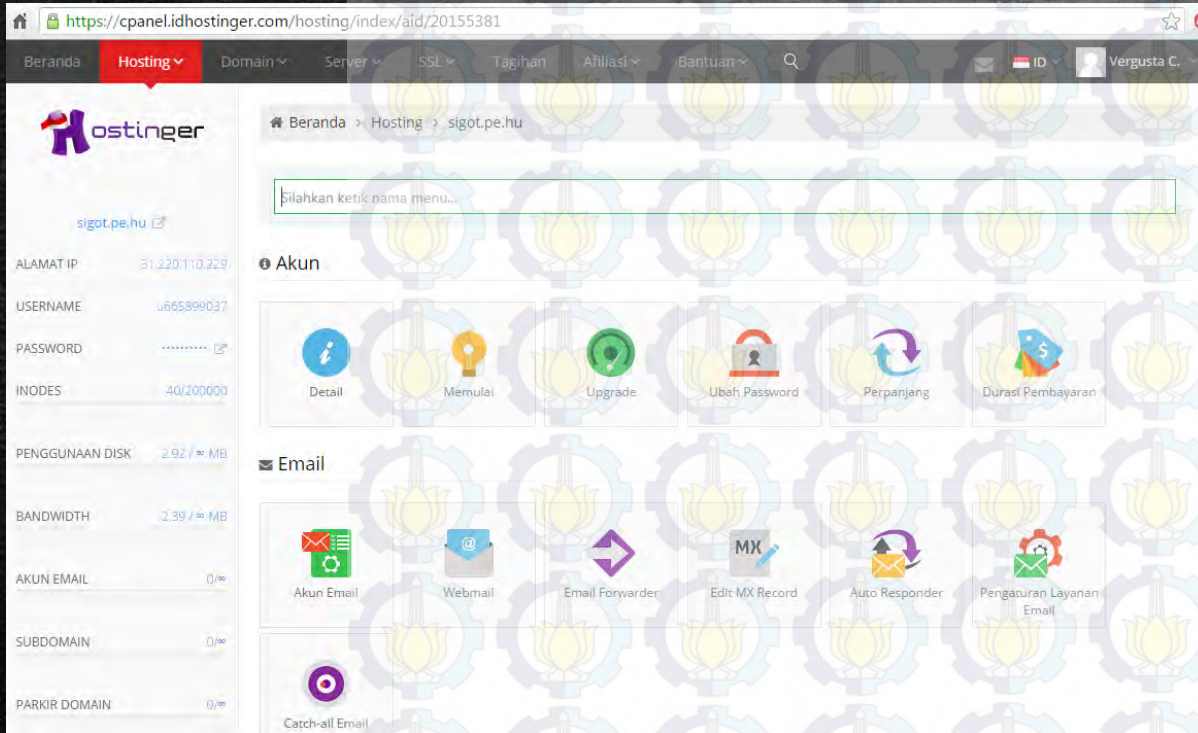 https://cpanel.idhostinger.com/hosting/index/aid/20155381
Beranda Hosting Domain Server SSL Tagihan Afiliasi Bantuan ID Vergusta C.
Hostinger
Beranda > Hosting > sigot.pe.hu
Silahkan ketik nama menu...
sigot.pe.hu
ALAMAT IP 31.220.110.229
USERNAME u665899037
PASSWORD ··········
INODES 40/200000
PENGGUNAAN DISK 2.92 / ∞ MB
BANDWIDTH 2.39 / ∞ MB
AKUN EMAIL 0/∞
SUBDOMAIN 0/∞
PARKIR DOMAIN 0/∞
Akun
Detail Memulai Upgrade Ubah Password Perpanjang Durasi Pembayaran
Email
MX
Akun Email Webmail Email Forwarder Edit MX Record Auto Responder Pengaturan Layanan
Email
Catch-all Email